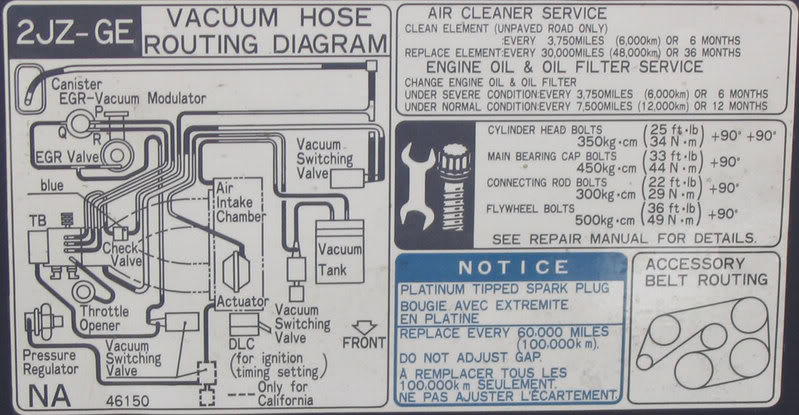 2JZ-GE
VACUUM HOSE
ROUTING DIAGRAM
Canister
EGR-Vacuum Modulator
P
Q
R
EGR Valve
Vacuum
Switching
Valve
blue
TB
Air
Intake
Chamber
Check
Valve
Vacuum
Tank
Throttle
Opener
Actuator
Vacuum
Switching
Valve
Pressure
Regulator
Vacuum
Switching
Valve
DLC
(for ignition
timing setting)
FRONT
Only for
California
NA
46150
AIR CLEANER SERVICE
CLEAN ELEMENT (UNPAVED ROAD ONLY)
:EVERY 3,750MILES (6,000km) OR 6 MONTHS
REPLACE ELEMENT:EVERY 30,000MILES (48,000km) OR 36 MONTHS
ENGINE OIL & OIL FILTER SERVICE
CHANGE ENGINE OIL & OIL FILTER
UNDER SEVERE CONDITION:EVERY 3,750MILES (6,000km) OR 6 MONTHS
UNDER NORMAL CONDITION:EVERY 7,500MILES (12,000km) OR 12 MONTHS
CYLINDER HEAD BOLTS
350kg·cm (25 ft·lb 34 N·m) +90° +90°
MAIN BEARING CAP BOLTS
450kg·cm (33 ft·lb 44 N·m) +90°
CONNECTING ROD BOLTS
300kg·cm (22 ft·lb 29 N·m) +90°
FLYWHEEL BOLTS
500kg·cm (36 ft·lb 49 N·m) +90°
SEE REPAIR MANUAL FOR DETAILS.
NOTICE
PLATINUM TIPPED SPARK PLUG
BOUGIE AVEC EXTREMITE
EN PLATINE
REPLACE EVERY 60.000 MILES
(100.000km).
DO NOT ADJUST GAP.
A REMPLACER TOUS LES
100.000km SEULEMENT.
NE PAS AJUSTER L'ÉCARTEMENT.
ACCESSORY
BELT ROUTING